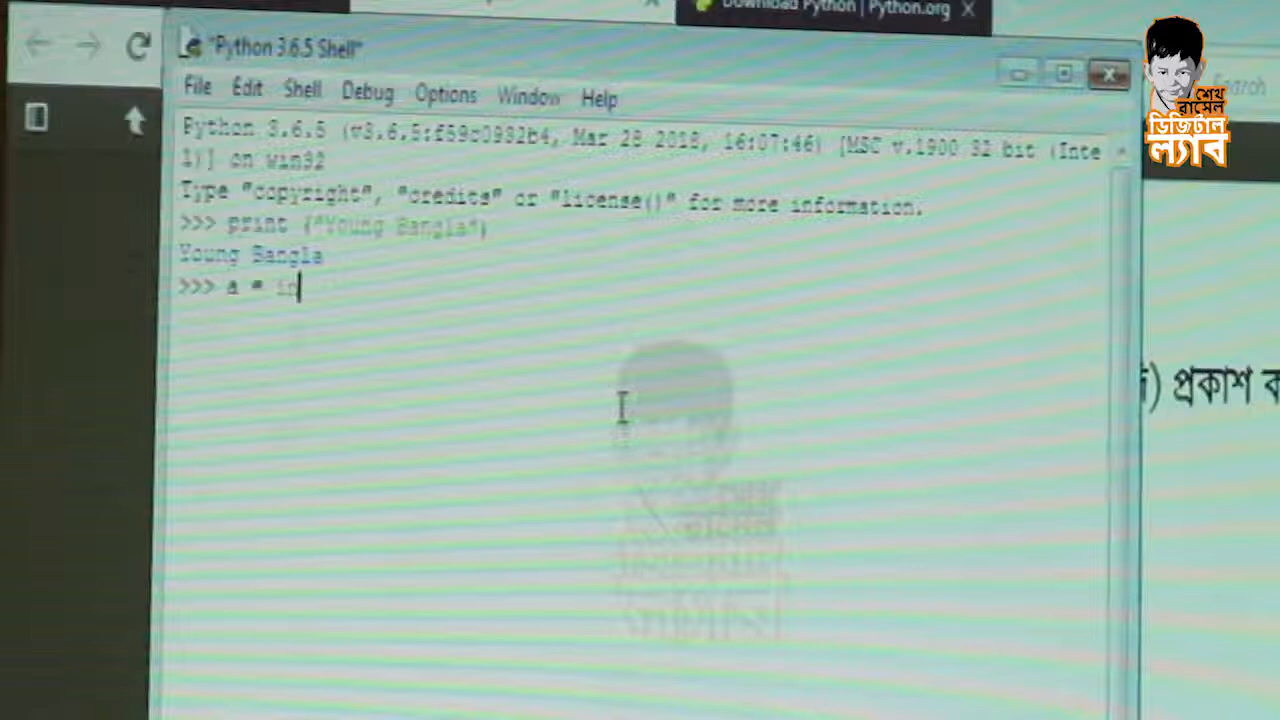 Download Python | Python.org
Search
"Python 3.6.5 Shell"
File Edit Shell Debug Options Window Help
Python 3.6.5 (v3.6.5:f59c0932b4, Mar 28 2018, 16:07:46) [MSC v.1900 32 bit (Inte
l)] on win32
Type "copyright", "credits" or "license()" for more information.
>>> print ("Young Bangla")
Young Bangla
>>> a = in
প্রকাশ
শেখ
রাসেল
ডিজিটাল
ল্যাব